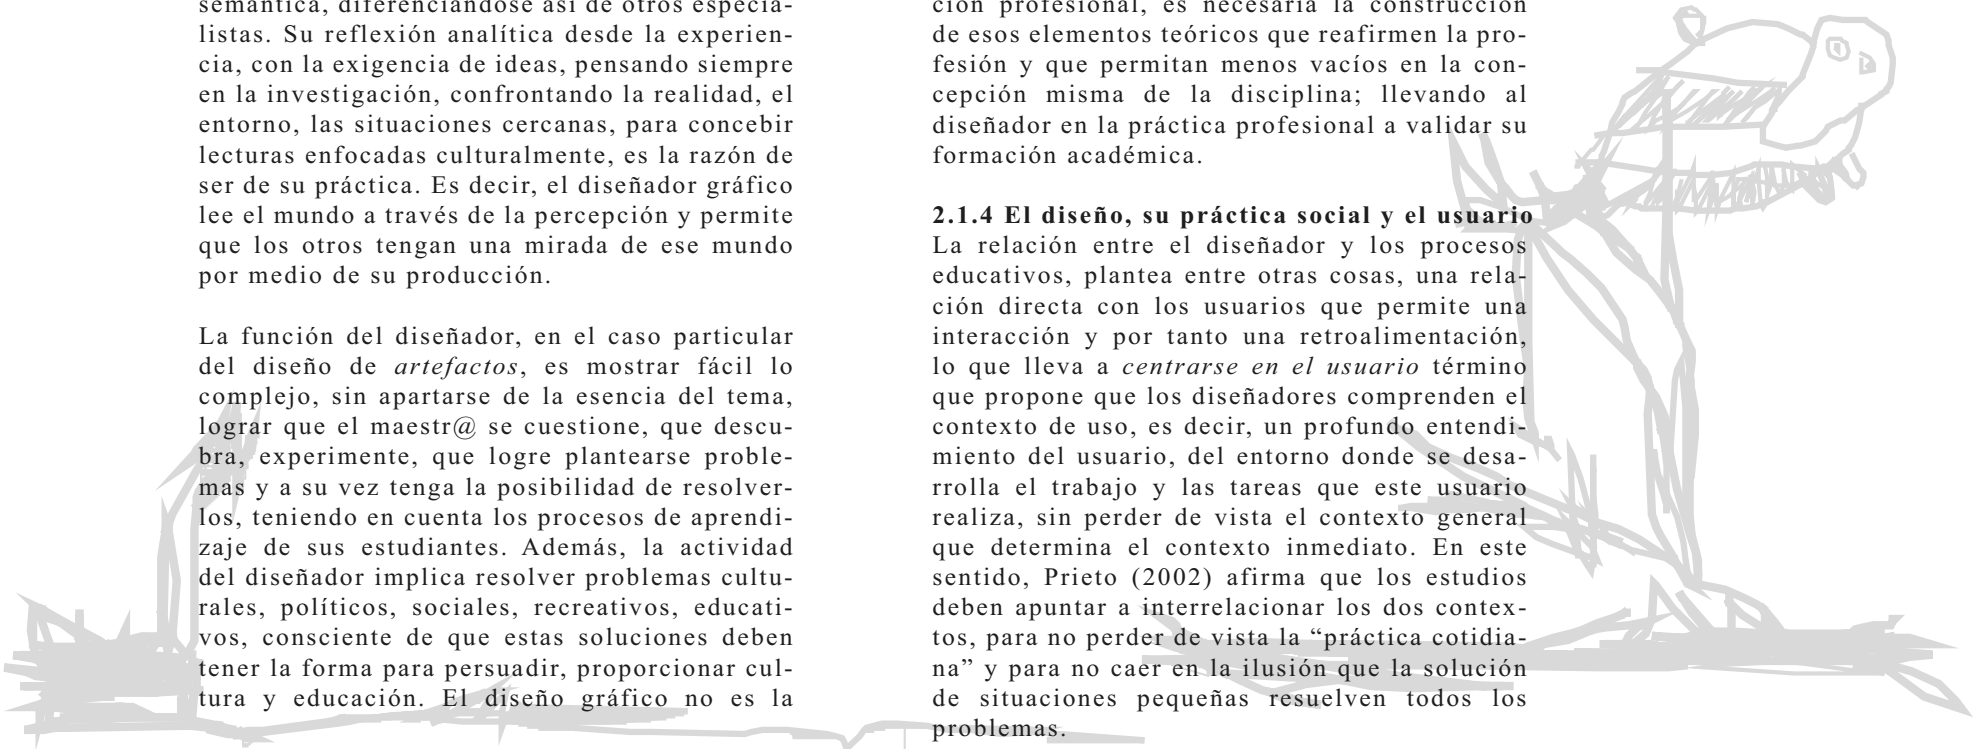 semántica, diferenciándose así de otros especia-
listas. Su reflexión analítica desde la experien-
cia, con la exigencia de ideas, pensando siempre
en la investigación, confrontando la realidad, el
entorno, las situaciones cercanas, para concebir
lecturas enfocadas culturalmente, es la razón de
ser de su práctica. Es decir, el diseñador gráfico
lee el mundo a través de la percepción y permite
que los otros tengan una mirada de ese mundo
por medio de su producción.
La función del diseñador, en el caso particular
del diseño de artefactos, es mostrar fácil lo
complejo, sin apartarse de la esencia del tema,
lograr que el maestr@ se cuestione, que descu-
bra, experimente, que logre plantearse proble-
mas y a su vez tenga la posibilidad de resolver-
los, teniendo en cuenta los procesos de aprendi-
zaje de sus estudiantes. Además, la actividad
del diseñador implica resolver problemas cultu-
rales, políticos, sociales, recreativos, educati-
vos, consciente de que estas soluciones deben
tener la forma para persuadir, proporcionar cul-
tura y educación. El diseño gráfico no es la
ción profesional, es necesaria la construcción
de esos elementos teóricos que reafirmen la pro-
fesión y que permitan menos vacíos en la con-
cepción misma de la disciplina; llevando al
diseñador en la práctica profesional a validar su
formación académica.
2.1.4 El diseño, su práctica social y el usuario
La relación entre el diseñador y los procesos
educativos, plantea entre otras cosas, una rela-
ción directa con los usuarios que permite una
interacción y por tanto una retroalimentación,
lo que lleva a centrarse en el usuario término
que propone que los diseñadores comprenden el
contexto de uso, es decir, un profundo entendi-
miento del usuario, del entorno donde se desa-
rrolla el trabajo y las tareas que este usuario
realiza, sin perder de vista el contexto general
que determina el contexto inmediato. En este
sentido, Prieto (2002) afirma que los estudios
deben apuntar a interrelacionar los dos contex-
tos, para no perder de vista la “práctica cotidia-
na” y para no caer en la ilusión que la solución
de situaciones pequeñas resuelven todos los
problemas.